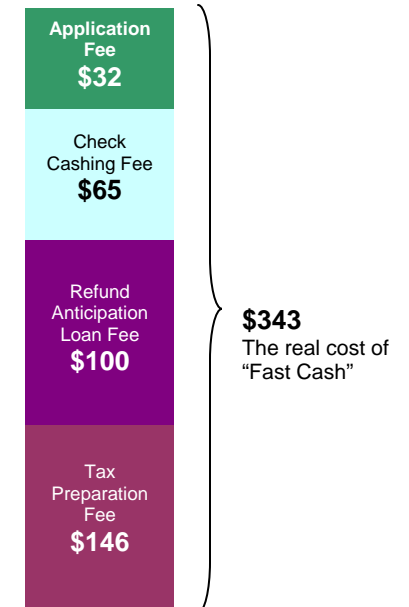 Application
Fee
$32
Check
Cashing Fee
$65
Refund
Anticipation
Loan Fee
$100
Tax
Preparation
Fee
$146
$343
The real cost of
“Fast Cash”